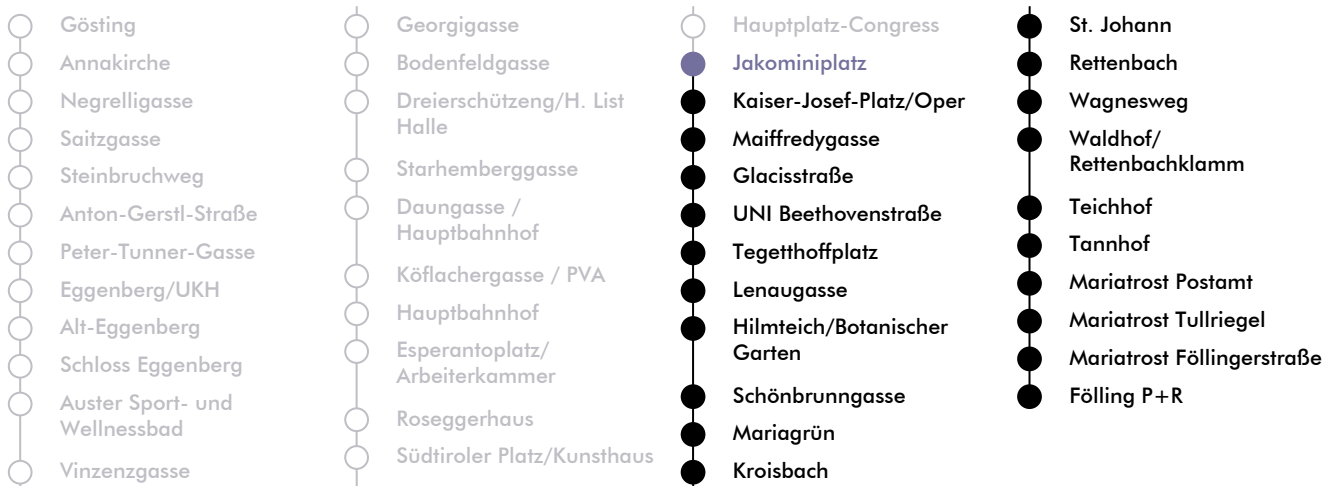 Gösting
Annakirche
Negrelligasse
Saitzgasse
Steinbruchweg
Anton-Gerstl-Straße
Peter-Tunner-Gasse
Eggenberg/UKH
Alt-Eggenberg
Schloss Eggenberg
Auster Sport- und
Wellnessbad
Vinzenzgasse
Georgigasse
Bodenfeldgasse
Dreierschützeng/H. List
Halle
Starhemberggasse
Daungasse /
Hauptbahnhof
Köflachergasse / PVA
Hauptbahnhof
Esperantoplatz/
Arbeiterkammer
Roseggerhaus
Südtiroler Platz/Kunsthaus
Hauptplatz-Congress
Jakominiplatz
Kaiser-Josef-Platz/Oper
Maiffredygasse
Glacisstraße
UNI Beethovenstraße
Tegetthoffplatz
Lenaugasse
Hilmteich/Botanischer
Garten
Schönbrunngasse
Mariagrün
Kroisbach
St. Johann
Rettenbach
Wagnesweg
Waldhof/
Rettenbachklamm
Teichhof
Tannhof
Mariatrost Postamt
Mariatrost Tullriegel
Mariatrost Föllingerstraße
Fölling P+R